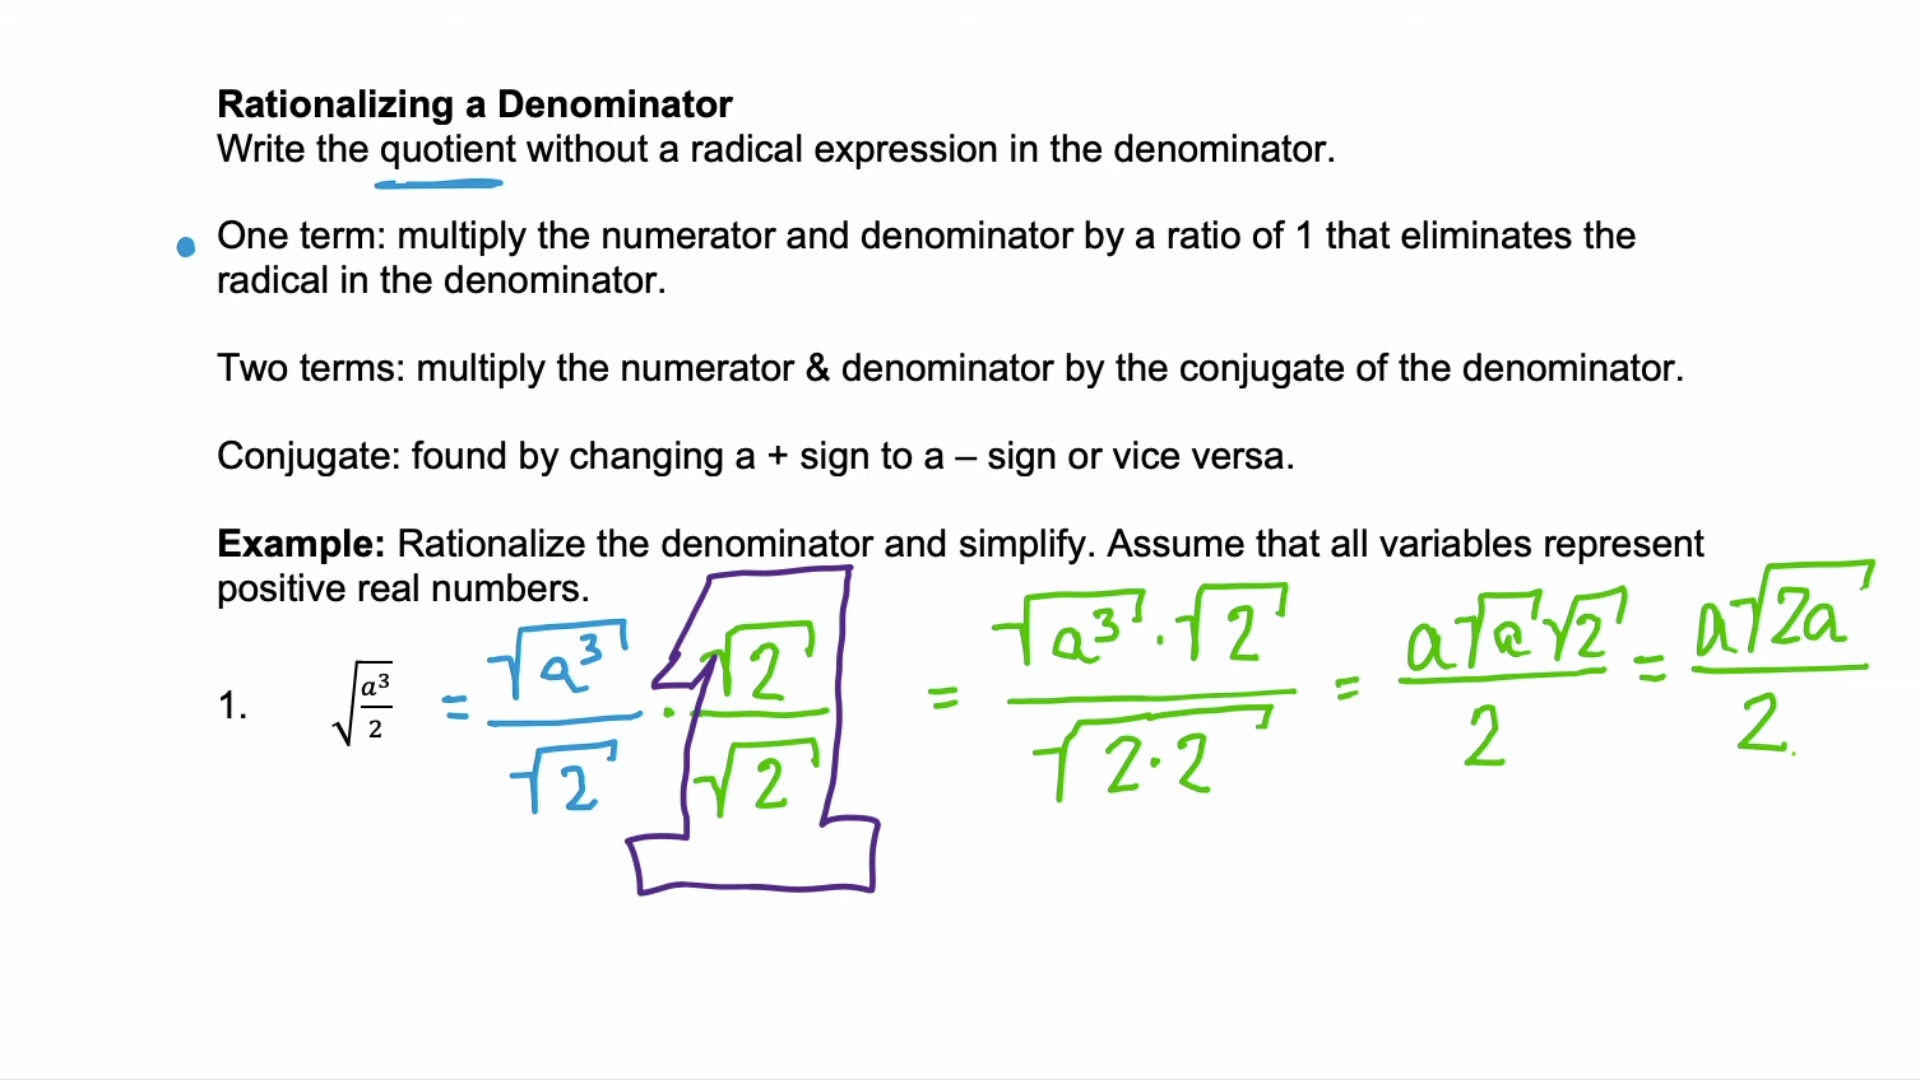 Rationalizing a Denominator
Write the quotient without a radical expression in the denominator.
One term: multiply the numerator and denominator by a ratio of 1 that eliminates the
radical in the denominator.
Two terms: multiply the numerator & denominator by the conjugate of the denominator.
Conjugate: found by changing a + sign to a – sign or vice versa.
Example: Rationalize the denominator and simplify. Assume that all variables represent
positive real numbers.
1. √(a³/2) = √a³/√2 · √2/√2 = √a³·√2/√2·2 = a√a√2/2 = a√2a/2.